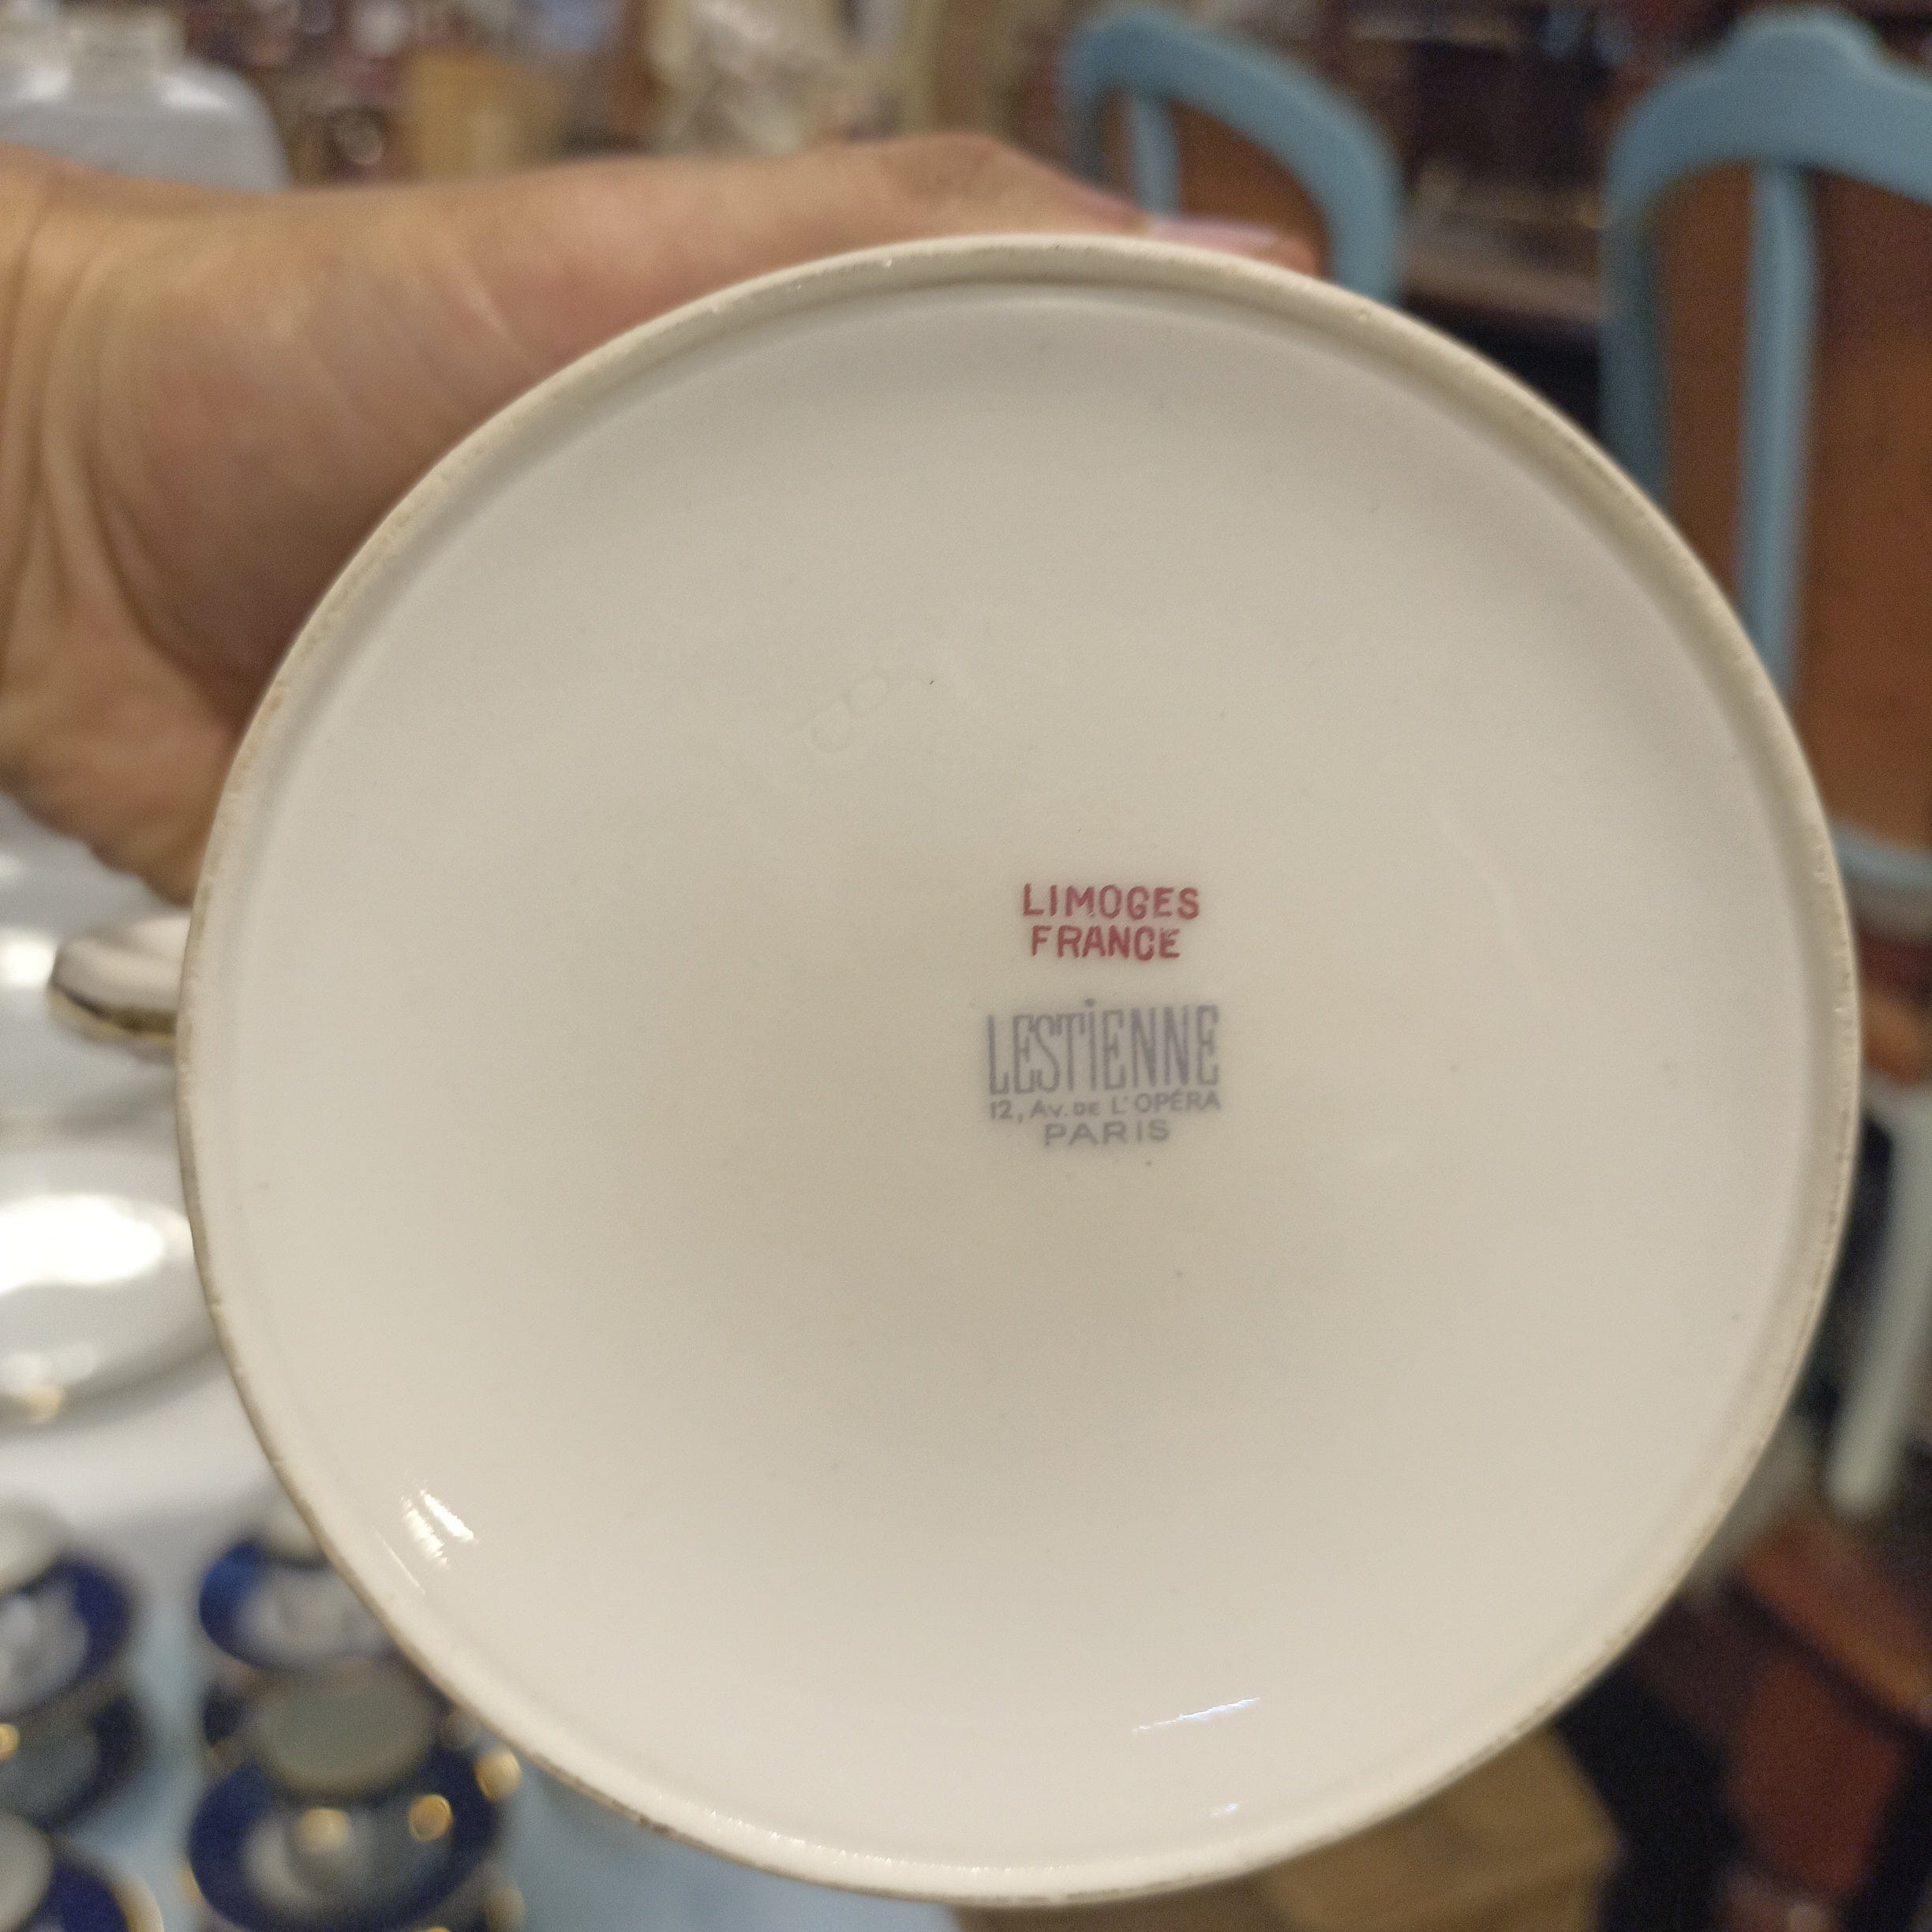 LIMOGES
FRANCE
LESTIENNE
12, AV. DE L'OPÉRA
PARIS